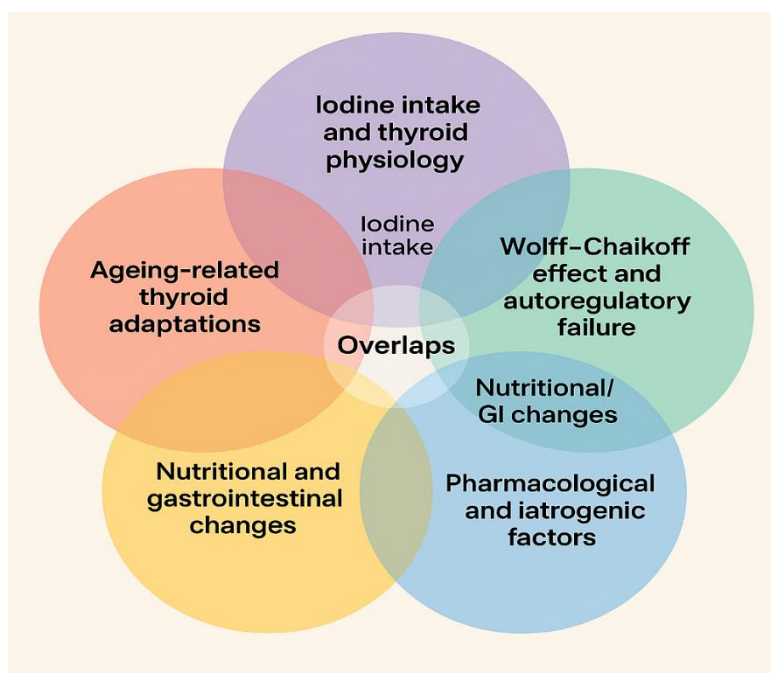 Iodine intake
and thyroid
physiology
Iodine
intake
Ageing-related
thyroid
adaptations
Wolff–Chaikoff
effect and
autoregulatory
failure
Overlaps
Nutritional/
GI changes
Nutritional and
gastrointestinal
changes
Pharmacological
and iatrogenic
factors